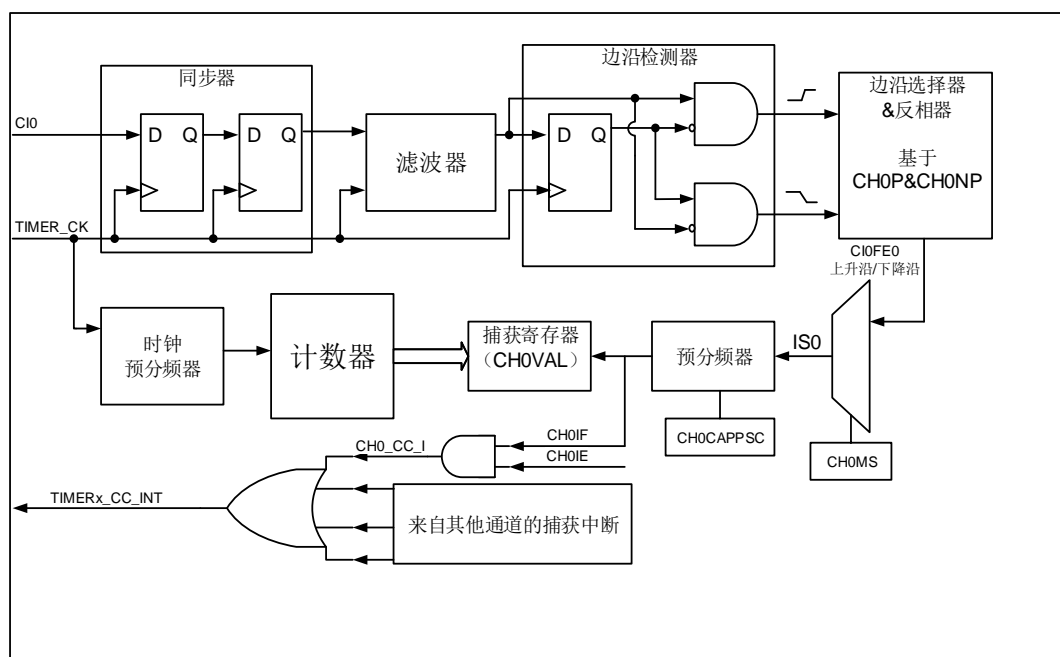 同步器
边沿检测器
CI0
D Q
D Q
滤波器
D Q
边沿选择器
&反相器
基于
CH0P&CH0NP
TIMER_CK
CI0FE0
上升沿/下降沿
时钟
预分频器
计数器
捕获寄存器
（CH0VAL）
预分频器
IS0
CH0CAPPSC
CH0MS
CH0IF
CH0_CC_I
CH0IE
TIMERx_CC_INT
来自其他通道的捕获中断